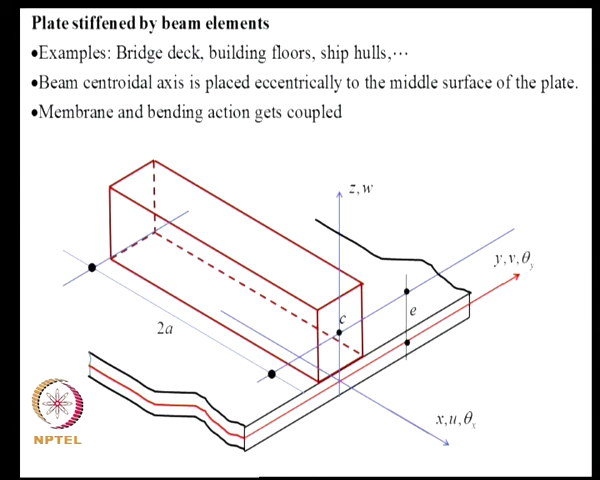 Plate stiffened by beam elements
•Examples: Bridge deck, building floors, ship hulls,⋯
•Beam centroidal axis is placed eccentrically to the middle surface of the plate.
•Membrane and bending action gets coupled
z,w
y,v,θy
c
e
2a
x,u,θx
NPTEL